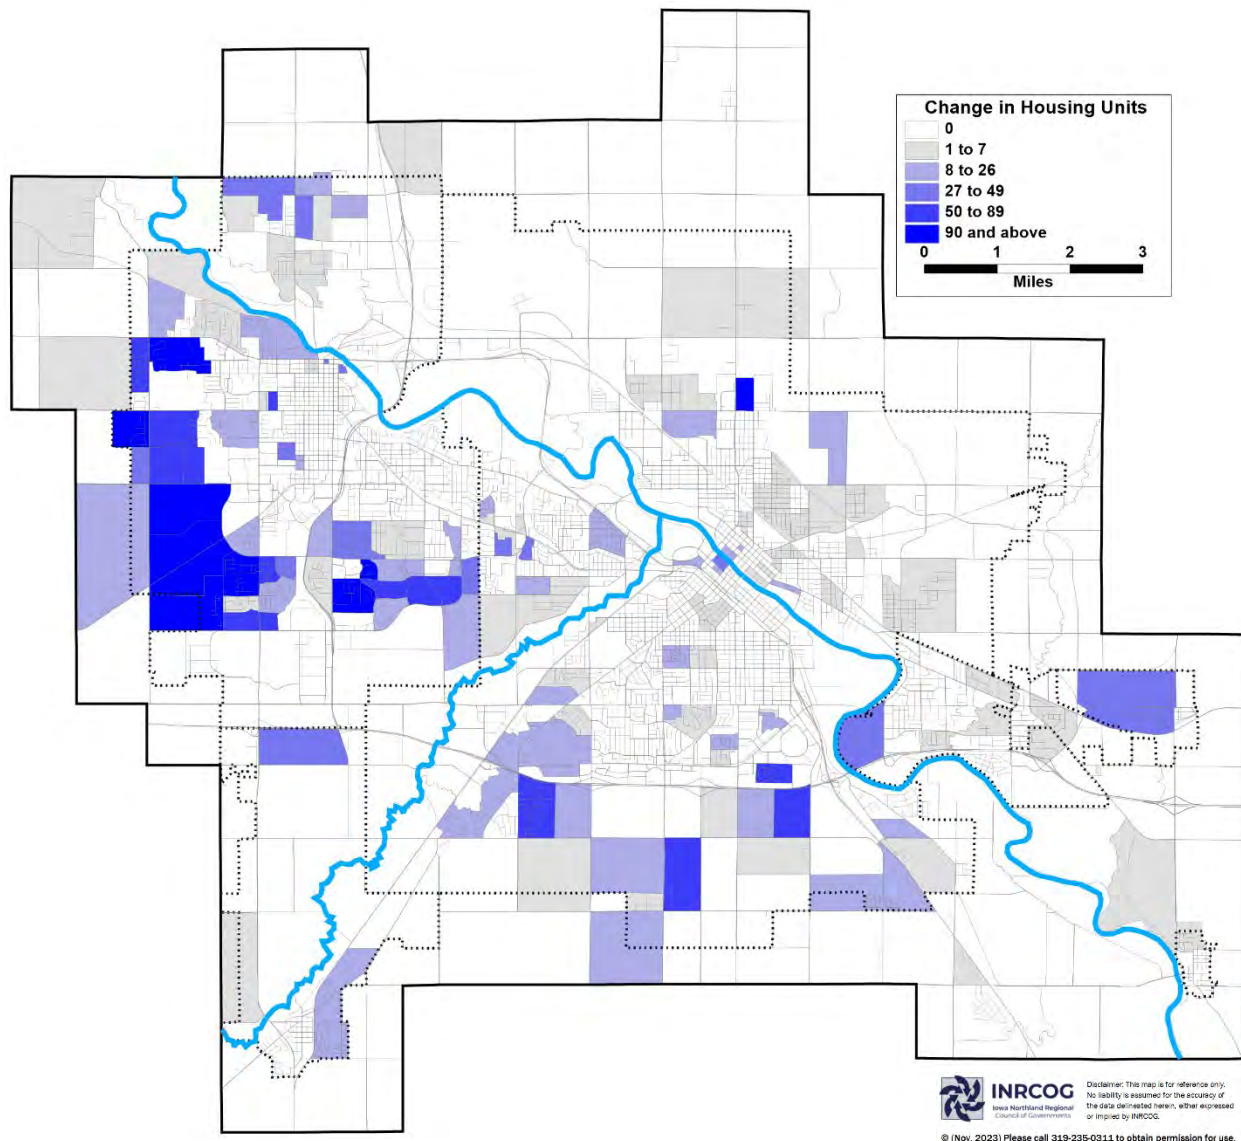 Change in Housing Units
0
1 to 7
8 to 26
27 to 49
50 to 89
90 and above
0 1 2 3
Miles
INRCOG
Iowa Northland Regional
Council of Governments
Disclaimer: This map is for reference only.
No liability is assumed for the accuracy of
the data delineated herein, either expressed
or implied by INRCOG.
© (Nov. 2023) Please call 319-235-0311 to obtain permission for use.